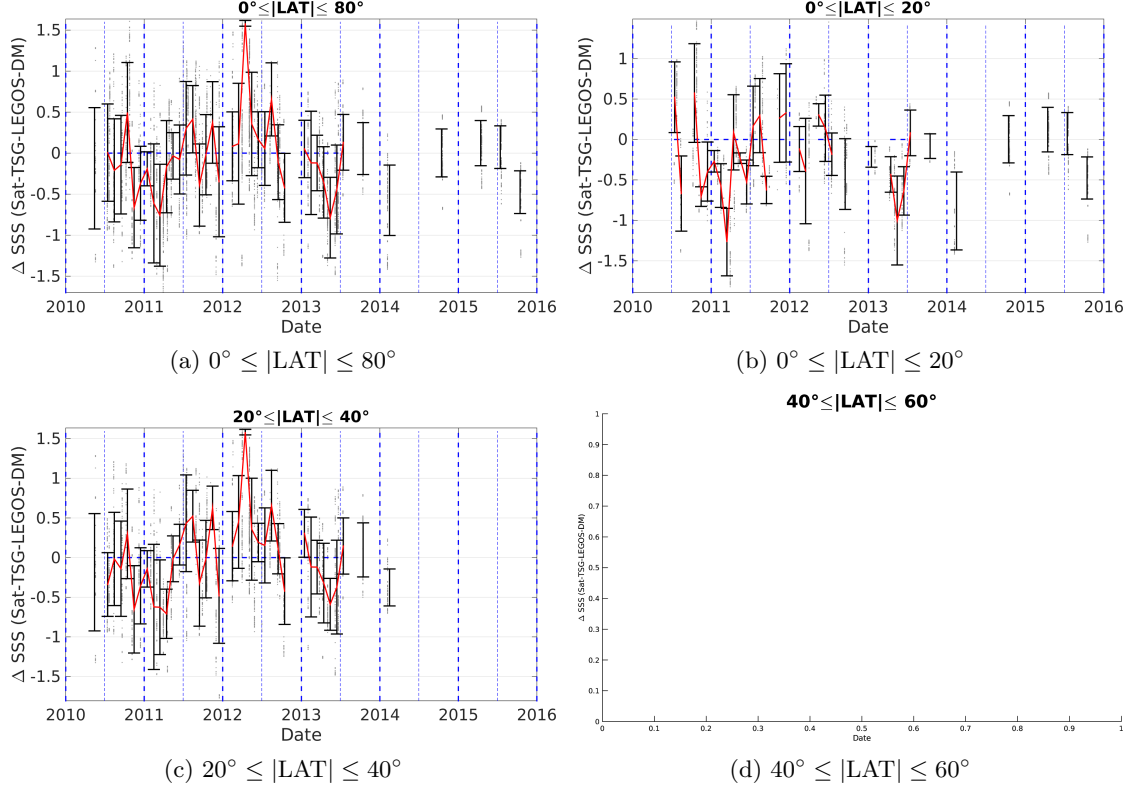 0°≤|LAT|≤ 80°
Δ SSS (Sat-TSG-LEGOS-DM)
1.5
1
0.5
0
-0.5
-1
-1.5
2010 2011 2012 2013 2014 2015 2016
Date
(a) 0° ≤ |LAT| ≤ 80°
0°≤|LAT|≤ 20°
Δ SSS (Sat-TSG-LEGOS-DM)
1
0.5
0
-0.5
-1
-1.5
2010 2011 2012 2013 2014 2015 2016
Date
(b) 0° ≤ |LAT| ≤ 20°
20°≤|LAT|≤ 40°
Δ SSS (Sat-TSG-LEGOS-DM)
1.5
1
0.5
0
-0.5
-1
-1.5
2010 2011 2012 2013 2014 2015 2016
Date
(c) 20° ≤ |LAT| ≤ 40°
40°≤|LAT|≤ 60°
Δ SSS (Sat-TSG-LEGOS-DM)
1
0.9
0.8
0.7
0.6
0.5
0.4
0.3
0.2
0.1
0
0 0.1 0.2 0.3 0.4 0.5 0.6 0.7 0.8 0.9 1
Date
(d) 40° ≤ |LAT| ≤ 60°